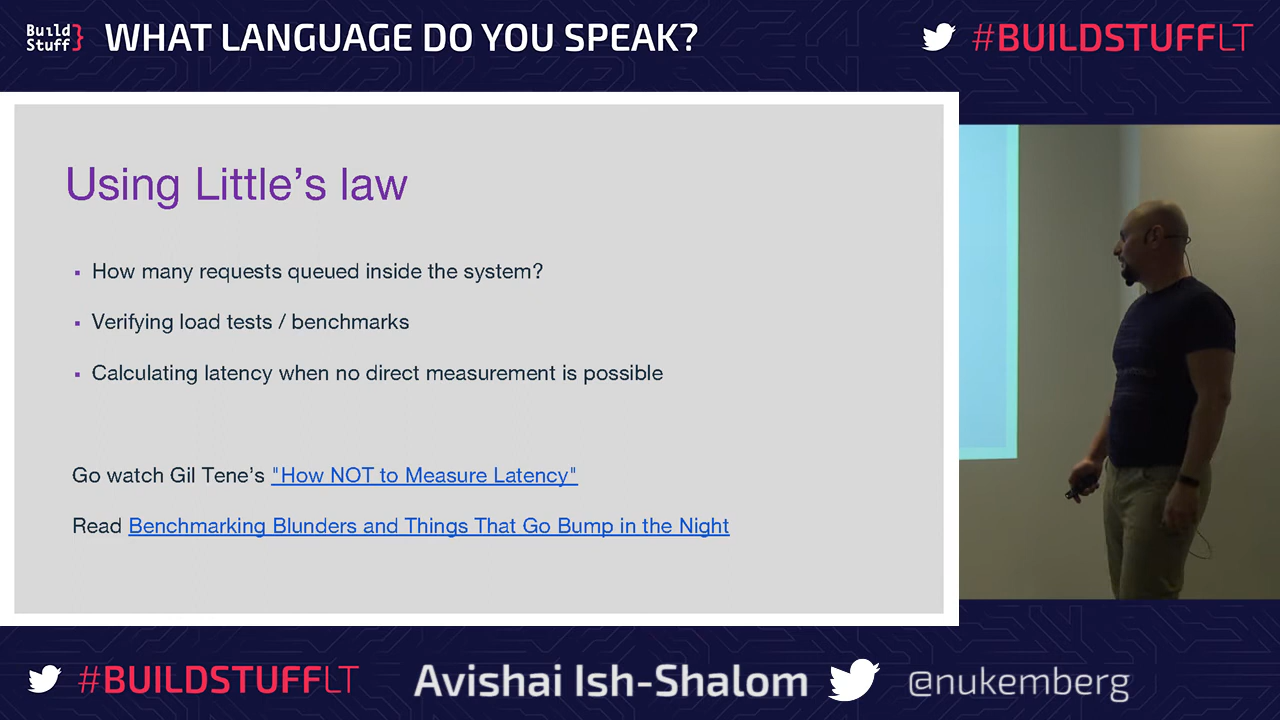 Build
Stuff}
WHAT LANGUAGE DO YOU SPEAK?
#BUILDSTUFFLT
Using Little’s law
▪ How many requests queued inside the system?
▪ Verifying load tests / benchmarks
▪ Calculating latency when no direct measurement is possible
Go watch Gil Tene’s "How NOT to Measure Latency"
Read Benchmarking Blunders and Things That Go Bump in the Night
#BUILDSTUFFLT
Avishai Ish-Shalom
@nukemberg